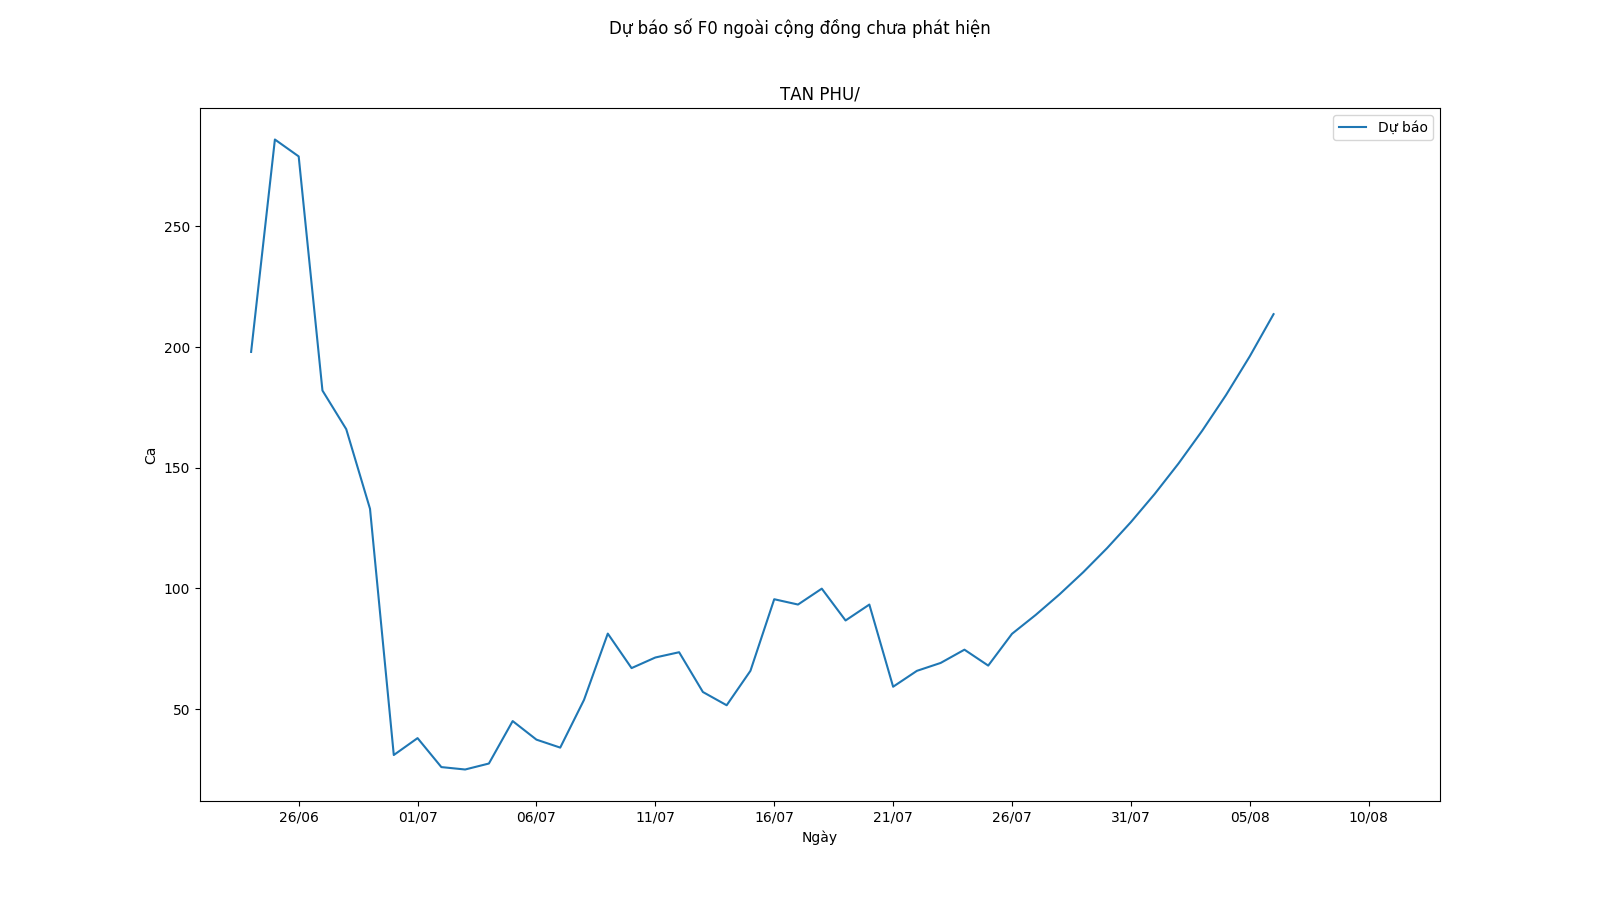 Dự báo số F0 ngoài cộng đồng chưa phát hiện
TAN PHU/
Dự báo
250
200
150
100
50
Ca
26/06 01/07 06/07 11/07 16/07 21/07 26/07 31/07 05/08 10/08
Ngày